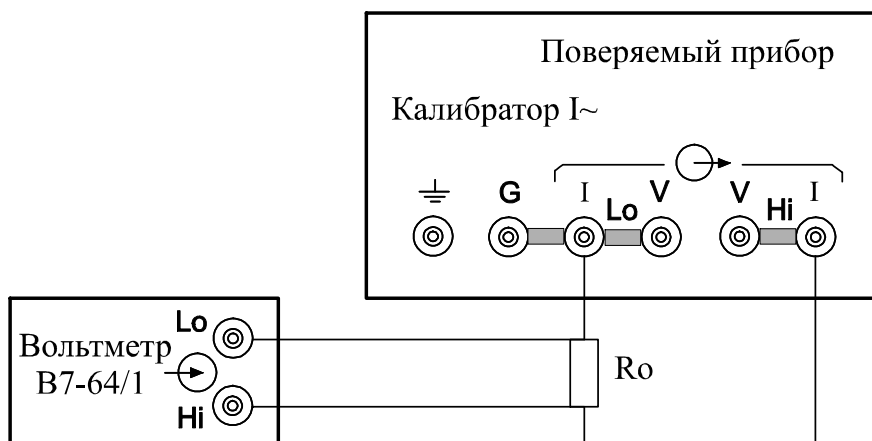 Поверяемый прибор
Калибратор I~
G I Lo V V Hi I
Lo
Вольтметр
В7-64/1
Hi
Ro